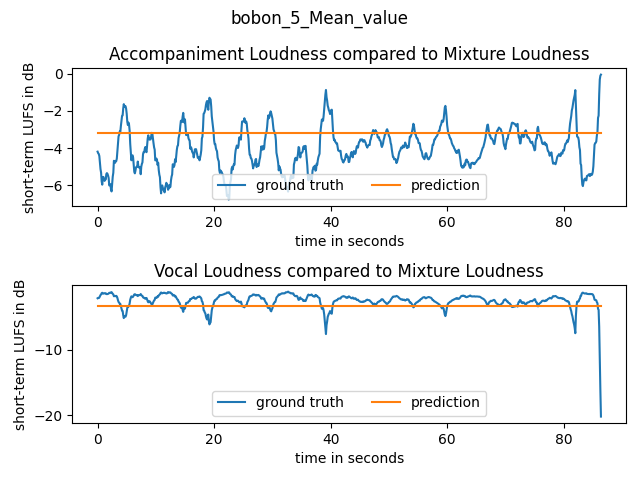 bobon_5_Mean_value
Accompaniment Loudness compared to Mixture Loudness
short-term LUFS in dB
0
−2
−4
−6
ground truth
prediction
0
20
40
60
80
time in seconds
Vocal Loudness compared to Mixture Loudness
short-term LUFS in dB
−10
−20
ground truth
prediction
0
20
40
60
80
time in seconds